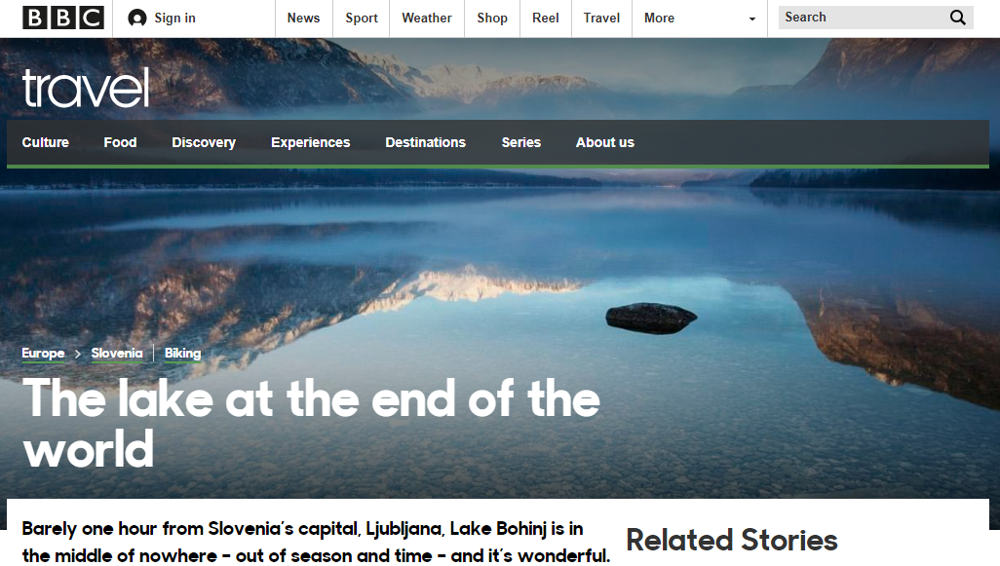 BBC Sign in News Sport Weather Shop Reel Travel More Search
travel
Culture Food Discovery Experiences Destinations Series About us
Europe > Slovenia | Biking
The lake at the end of the
world
Barely one hour from Slovenia's capital, Ljubljana, Lake Bohinj is in
the middle of nowhere – out of season and time – and it's wonderful.
Related Stories